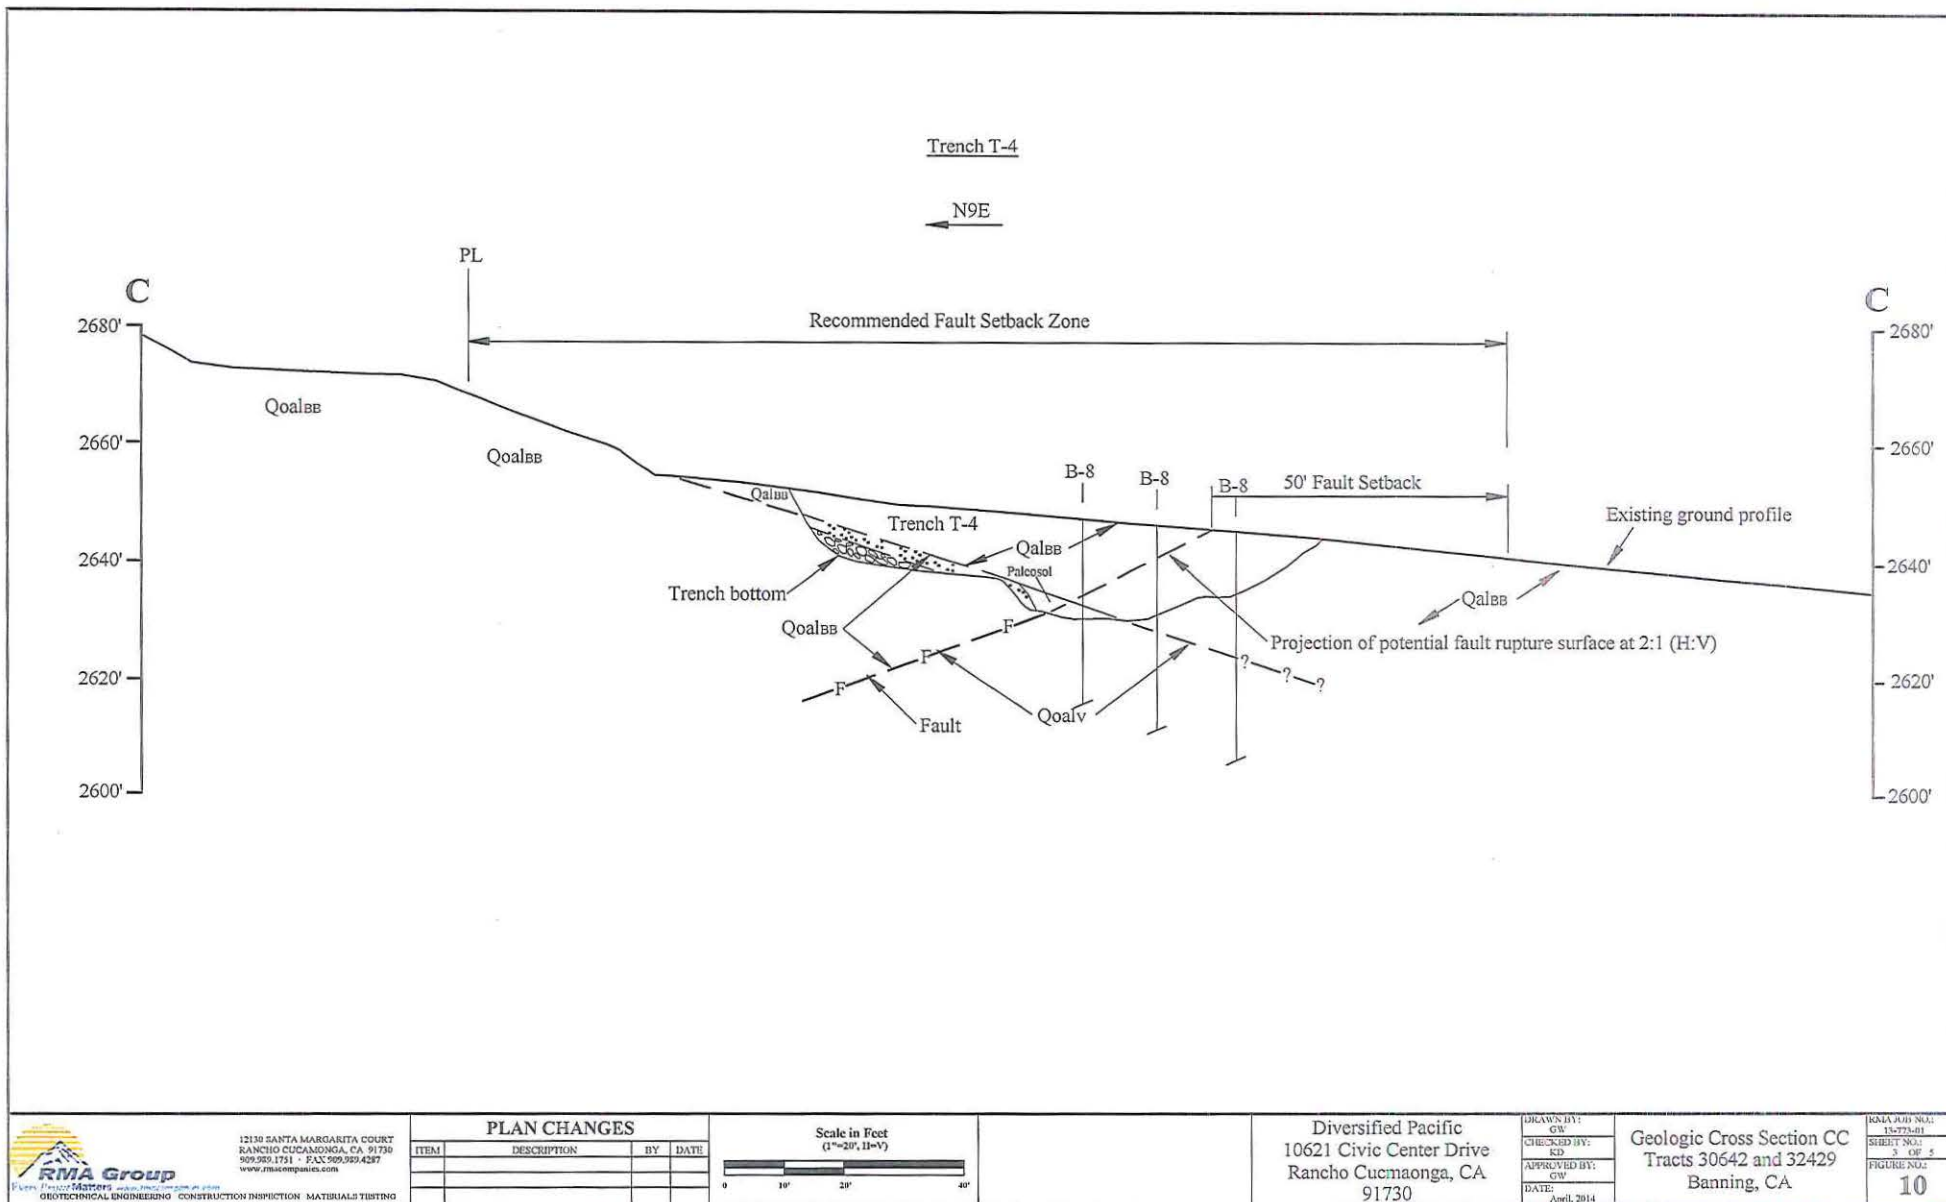 Trench T-4
N9E
PL
C
C
Recommended Fault Setback Zone
2680'
2680'
QoalBB
2660'
2660'
QoalBB
B-8
B-8
B-8
50' Fault Setback
QalBB
Trench T-4
Existing ground profile
QalBB
2640'
2640'
Paleosol
Trench bottom
QalBB
QoalBB
F
Projection of potential fault rupture surface at 2:1 (H:V)
F
?
?
?
2620'
2620'
F
Qoalv
Fault
2600'
2600'
RMA Group
Every Project Matters
GEOTECHNICAL ENGINEERING CONSTRUCTION INSPECTION MATERIALS TESTING
12130 SANTA MARGARITA COURT
RANCHO CUCAMONGA, CA 91730
909.989.1751 - FAX 909.989.4287
www.rmacompanies.com
PLAN CHANGES
ITEM DESCRIPTION BY DATE
Scale in Feet
(1"=20', H=V)
0 10' 20' 40'
Diversified Pacific
10621 Civic Center Drive
Rancho Cucmaonga, CA
91730
DRAWN BY:
GW
CHECKED BY:
KD
APPROVED BY:
GW
DATE:
April, 2014
Geologic Cross Section CC
Tracts 30642 and 32429
Banning, CA
RMA JOB NO.:
13-773-01
SHEET NO.:
3 OF 5
FIGURE NO.:
10